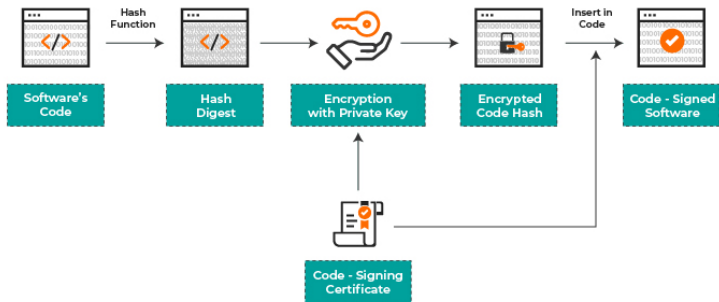 Hash
Function
Insert in
Code
Software's
Code
Hash
Digest
Encryption
with Private Key
Encrypted
Code Hash
Code - Signed
Software
Code - Signing
Certificate